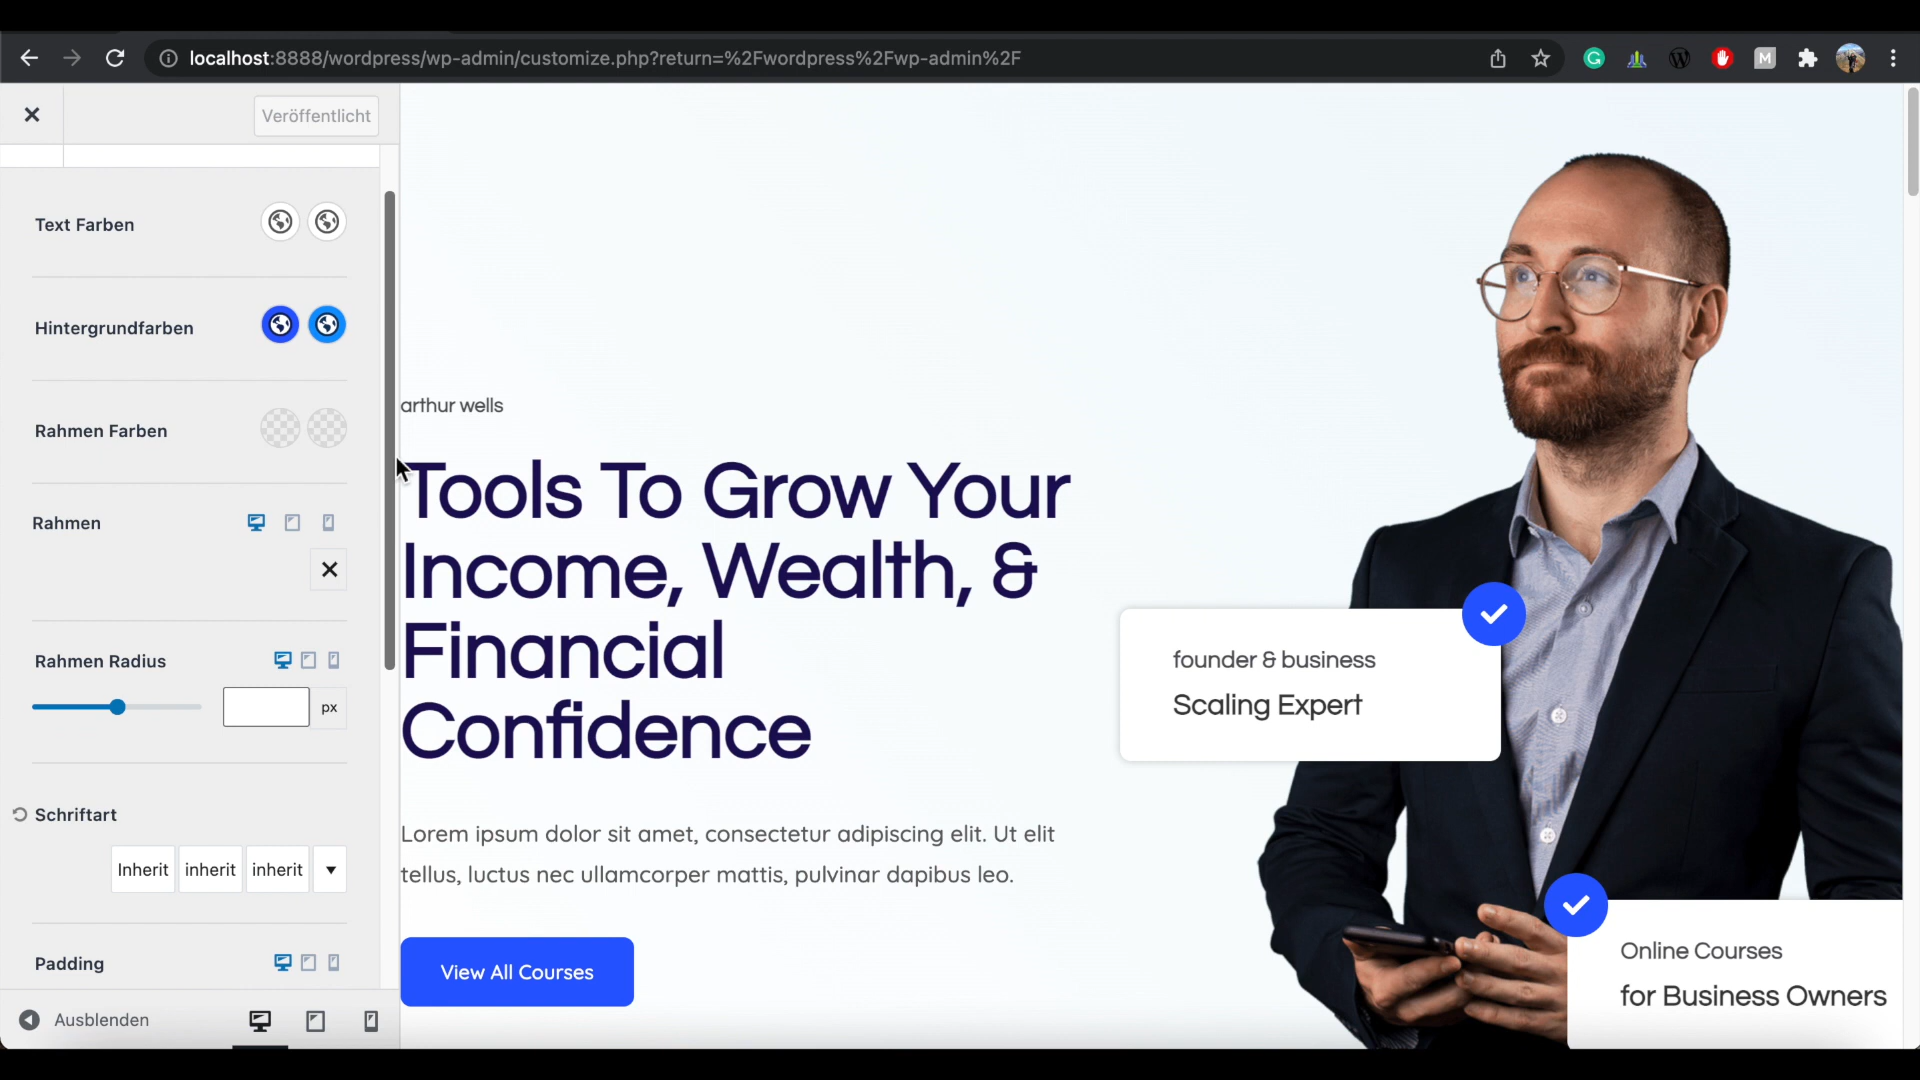 localhost:8888/wordpress/wp-admin/customize.php?return=%2Fwordpress%2Fwp-admin%2F
M
Veröffentlicht
Text Farben
Hintergrundfarben
Rahmen Farben
Rahmen
Rahmen Radius
px
Schriftart
Inherit inherit inherit
Padding
Ausblenden
arthur wells
Tools To Grow Your
Income, Wealth, &
Financial
Confidence
Lorem ipsum dolor sit amet, consectetur adipiscing elit. Ut elit
tellus, luctus nec ullamcorper mattis, pulvinar dapibus leo.
View All Courses
founder & business
Scaling Expert
Online Courses
for Business Owners